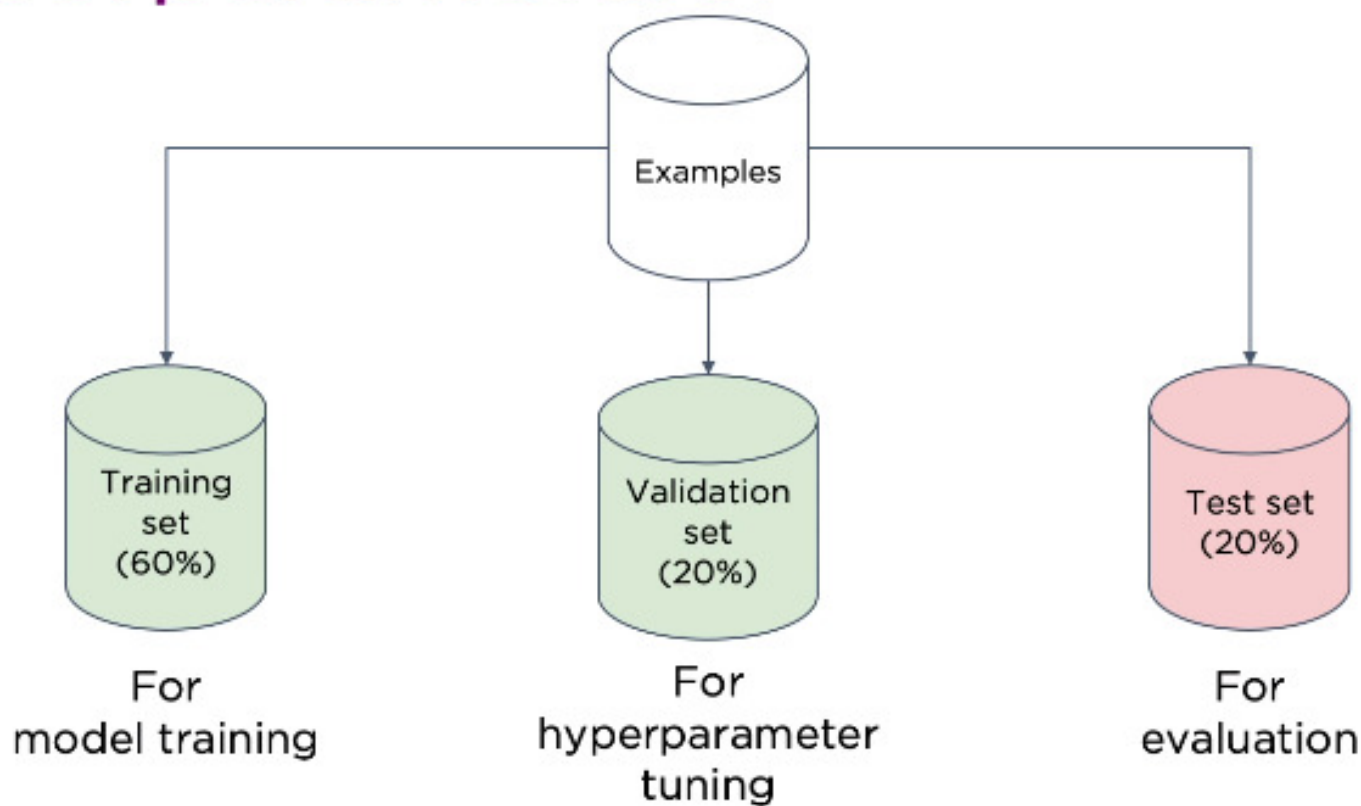 Examples
Training
set
(60%)
Validation
set
(20%)
Test set
(20%)
For
model training
For
hyperparameter
tuning
For
evaluation